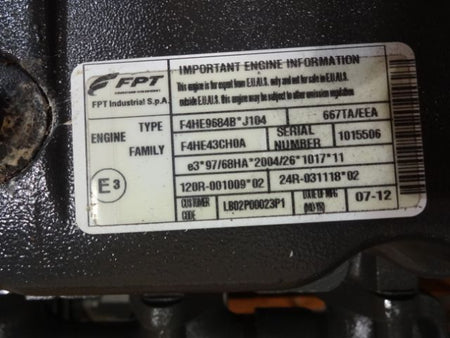 FPT
FPT Industrial S.p.A.
IMPORTANT ENGINE INFORMATION
This engine is for export from E.U./A.L.S. only and not for sale in E.U./A.L.S.
outside E.U./A.L.S. this engine may be subject to other emission regulation
ENGINE
TYPE
F4HE9684B*J104
667TA/EEA
FAMILY
F4HE43CH0A
SERIAL NUMBER
1015506
e3*97/68HA*2004/26*1017*11
E3
120R-001009*02
24R-031118*02
CUSTOMER CODE
LB02P00023P1
DATE OF MFG
07-12